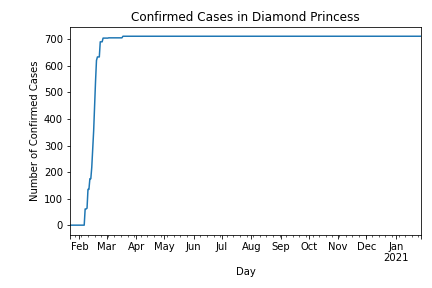 Confirmed Cases in Diamond Princess
700
600
500
400
300
200
100
0
Number of Confirmed Cases
Feb Mar Apr May Jun Jul Aug Sep Oct Nov Dec Jan
2021
Day